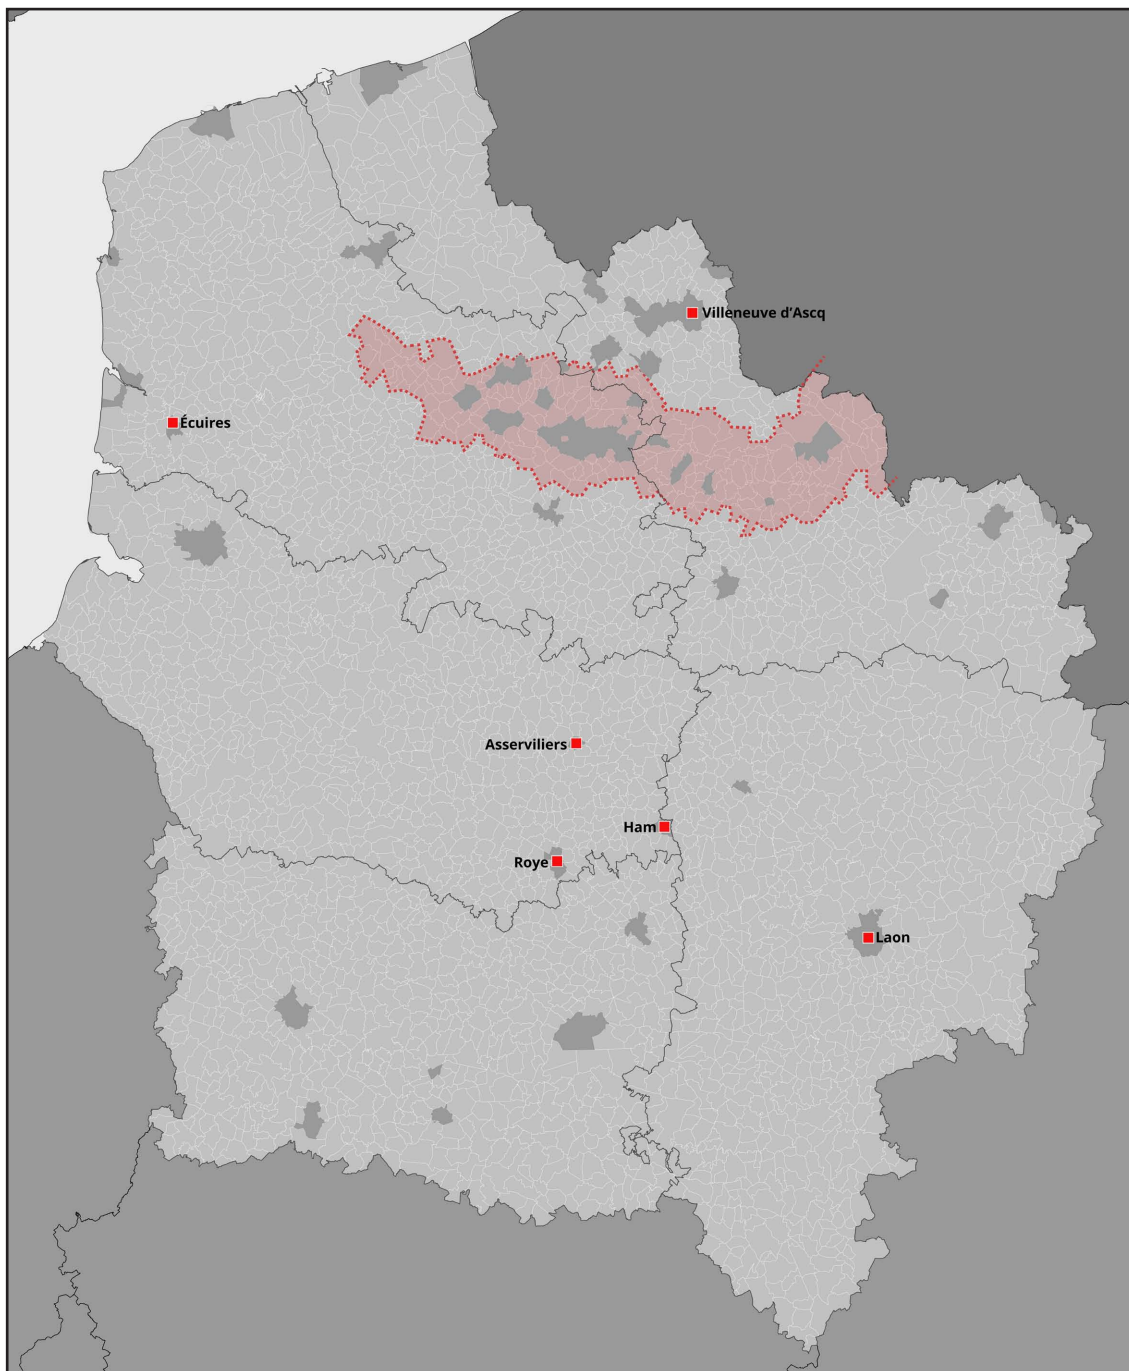 Villeneuve d’Ascq
Écuires
Asserviliers
Ham
Roye
Laon